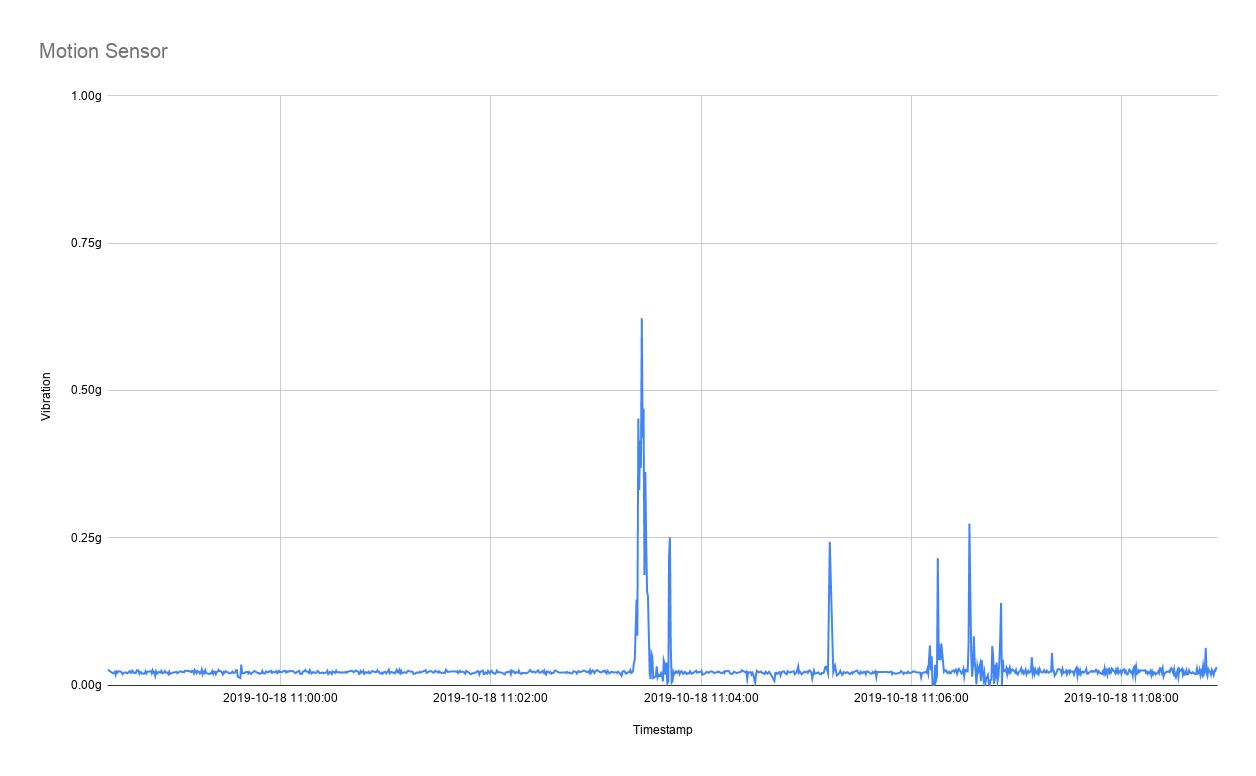 Motion Sensor
1.00g
0.75g
0.50g
0.25g
0.00g
Vibration
2019-10-18 11:00:00
2019-10-18 11:02:00
2019-10-18 11:04:00
2019-10-18 11:06:00
2019-10-18 11:08:00
Timestamp